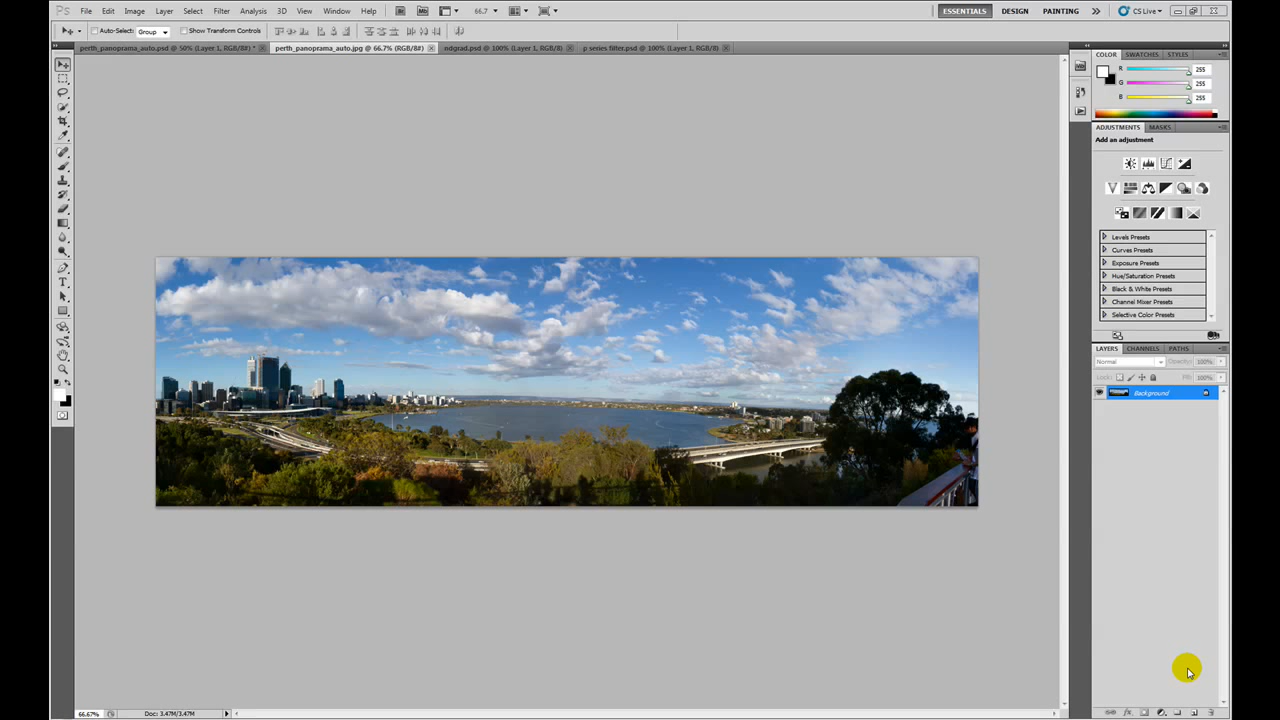 Ps File Edit Image Layer Select Filter Analysis 3D View Window Help Br Mb 66.7 ESSENTIALS DESIGN PAINTING CS Live
Auto-Select: Group Show Transform Controls
perth_panoprama_auto.psd @ 50% (Layer 1, RGB/8#) * perth_panoprama_auto.jpg @ 66.7% (RGB/8#) ndgrad.psd @ 100% (Layer 1, RGB/8) p series filter.psd @ 100% (Layer 1, RGB/8)
COLOR SWATCHES STYLES
R 255
G 255
B 255
ADJUSTMENTS MASKS
Add an adjustment
Levels Presets
Curves Presets
Exposure Presets
Hue/Saturation Presets
Black & White Presets
Channel Mixer Presets
Selective Color Presets
LAYERS CHANNELS PATHS
Normal Opacity: 100%
Lock: Fill: 100%
Background
66.67% Doc: 3.47M/3.47M